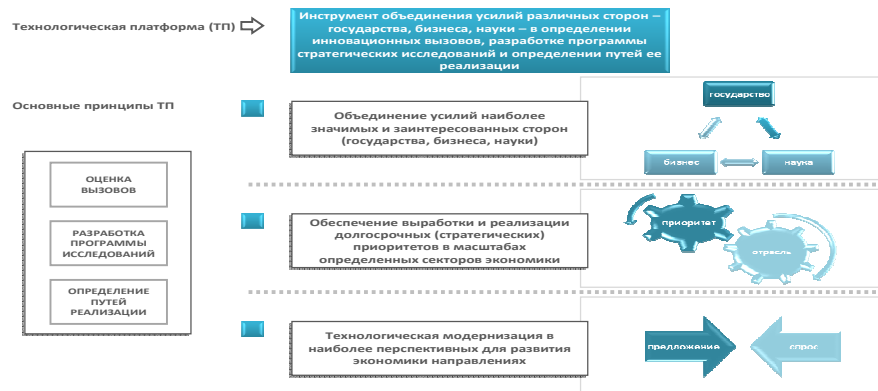 Технологическая платформа (ТП)
Инструмент объединения усилий различных сторон –
государства, бизнеса, науки – в определении
инновационных вызовов, разработке программы
стратегических исследований и определении путей ее
реализации
Основные принципы ТП
ОЦЕНКА
ВЫЗОВОВ
РАЗРАБОТКА
ПРОГРАММЫ
ИССЛЕДОВАНИЙ
ОПРЕДЕЛЕНИЕ
ПУТЕЙ
РЕАЛИЗАЦИИ
Объединение усилий наиболее
значимых и заинтересованных сторон
(государства, бизнеса, науки)
государство
бизнес
наука
Обеспечение выработки и реализации
долгосрочных (стратегических)
приоритетов в масштабах
определенных секторов экономики
приоритет
отрасль
Технологическая модернизация в
наиболее перспективных для развития
экономики направлениях
предложение
спрос